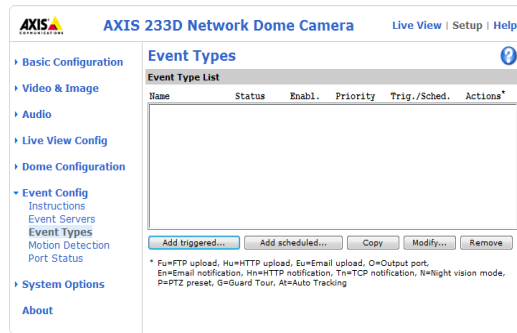 AXIS
COMMUNICATIONS
AXIS 233D Network Dome Camera
Live View | Setup | Help
Basic Configuration
Video & Image
Audio
Live View Config
Dome Configuration
Event Config
Instructions
Event Servers
Event Types
Motion Detection
Port Status
System Options
About
Event Types
?
Event Type List
Name Status Enabl. Priority Trig./Sched. Actions*
Add triggered... Add scheduled... Copy Modify... Remove
* Fu=FTP upload, Hu=HTTP upload, Eu=Email upload, O=Output port,
En=Email notification, Hn=HTTP notification, Tn=TCP notification, N=Night vision mode,
P=PTZ preset, G=Guard Tour, At=Auto Tracking